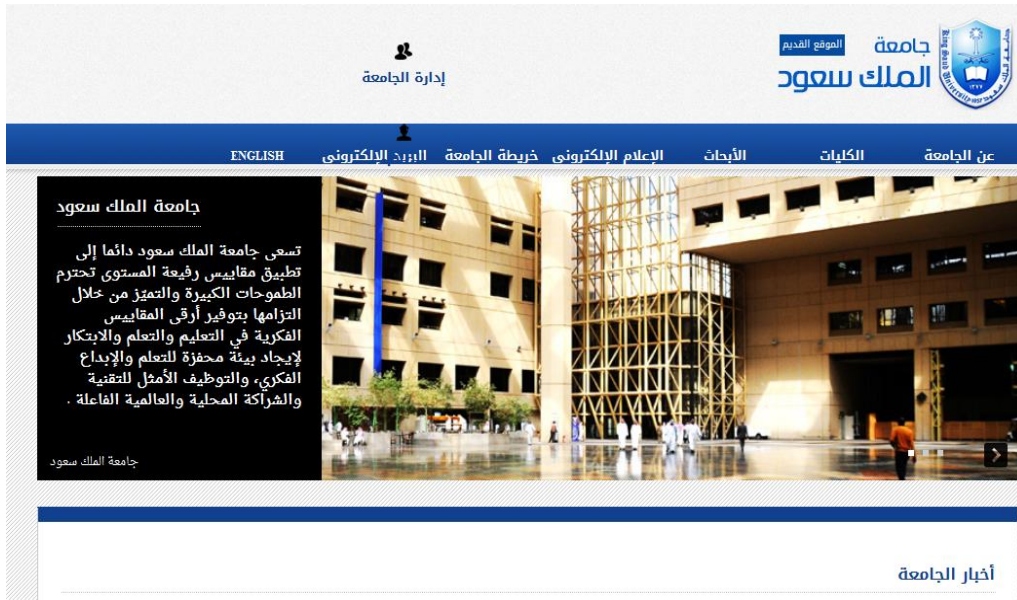 جامعة
الموقع القديم
الملك سعود
إدارة الجامعة
عن الجامعة
الكليات
الأبحاث
الإعلام الإلكترونى
خريطة الجامعة
البريد الإلكترونى
ENGLISH
جامعة الملك سعود
تسعى جامعة الملك سعود دائما إلى
تطبيق مقاييس رفيعة المستوى تحترم
الطموحات الكبيرة والتميّز من خلال
التزامها بتوفير أرقى المقاييس
الفكرية في التعليم والتعلم والابتكار
لإيجاد بيئة محفزة للتعلم والإبداع
الفكري، والتوظيف الأمثل للتقنية
والشراكة المحلية والعالمية الفاعلة .
جامعة الملك سعود
أخبار الجامعة